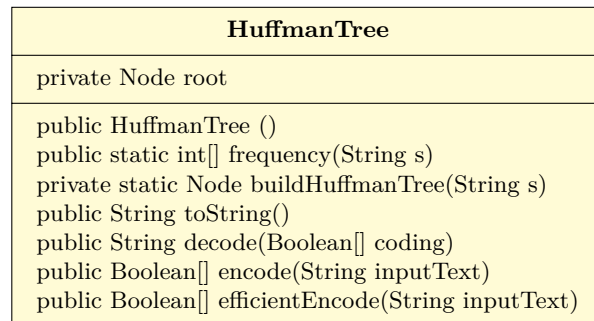 HuffmanTree
private Node root
public HuffmanTree ()
public static int[] frequency(String s)
private static Node buildHuffmanTree(String s)
public String toString()
public String decode(Boolean[] coding)
public Boolean[] encode(String inputText)
public Boolean[] efficientEncode(String inputText)